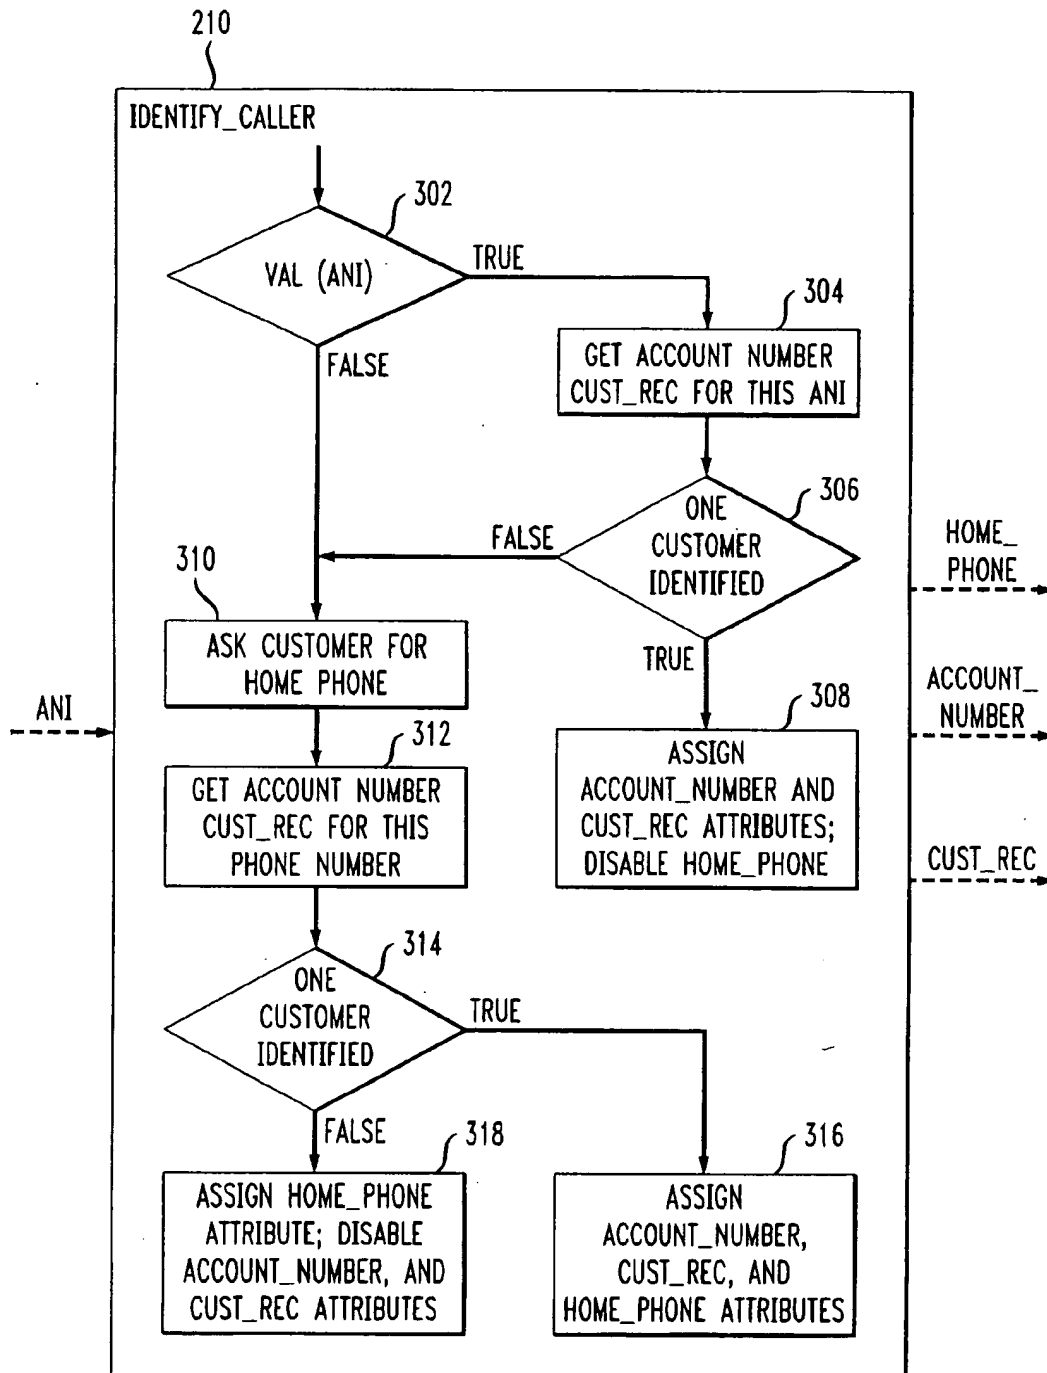 210
IDENTIFY_CALLER
302
VAL (ANI)
TRUE
FALSE
304
GET ACCOUNT NUMBER
CUST_REC FOR THIS ANI
306
ONE
CUSTOMER
IDENTIFIED
FALSE
TRUE
310
ASK CUSTOMER FOR
HOME PHONE
ANI
312
GET ACCOUNT NUMBER
CUST_REC FOR THIS
PHONE NUMBER
308
ASSIGN
ACCOUNT_NUMBER AND
CUST_REC ATTRIBUTES;
DISABLE HOME_PHONE
HOME_
PHONE
ACCOUNT_
NUMBER
CUST_REC
314
ONE
CUSTOMER
IDENTIFIED
TRUE
FALSE
318
ASSIGN HOME_PHONE
ATTRIBUTE; DISABLE
ACCOUNT_NUMBER, AND
CUST_REC ATTRIBUTES
316
ASSIGN
ACCOUNT_NUMBER,
CUST_REC, AND
HOME_PHONE ATTRIBUTES